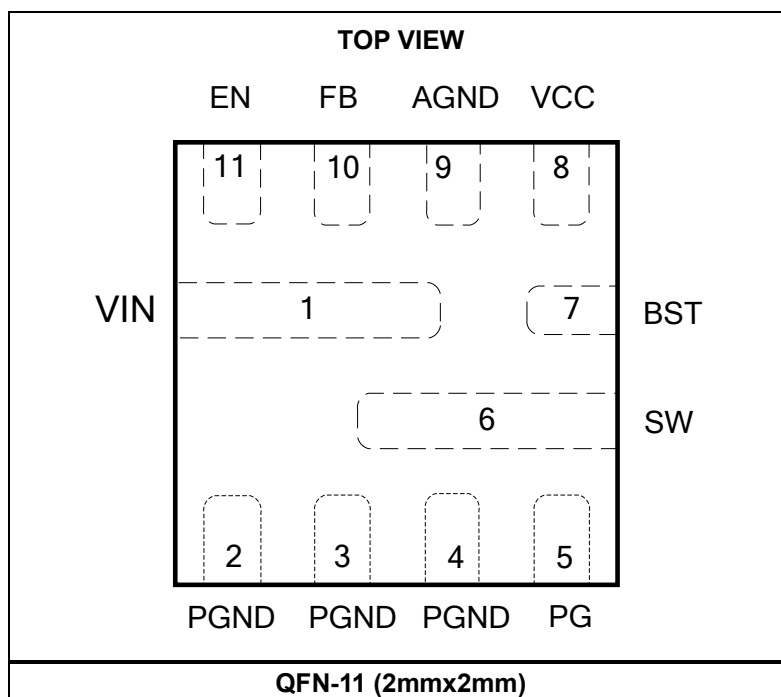 TOP VIEW
EN FB AGND VCC
11 10 9 8
VIN 1 7 BST
6 SW
2 3 4 5
PGND PGND PGND PG
QFN-11 (2mmx2mm)